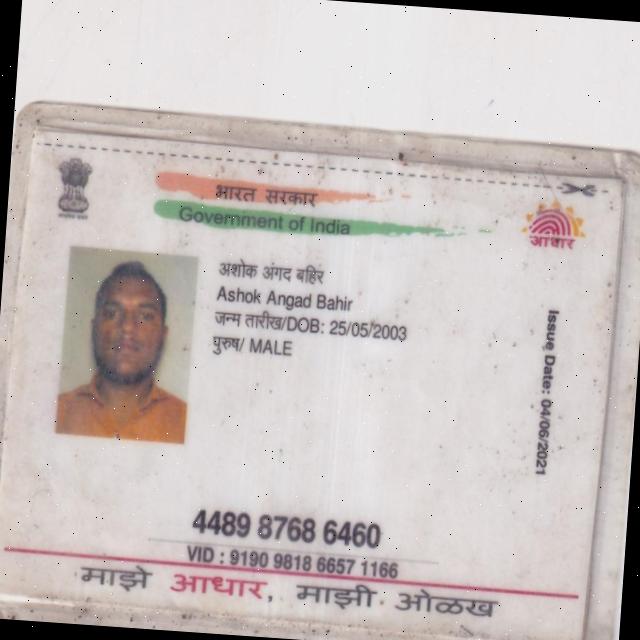 भारत सरकार
Government of India
आधार
अशोक अंगद बहिर
Ashok Angad Bahir
जन्म तारीख/DOB: 25/05/2003
पुरुष/ MALE
Issue Date: 04/06/2021
4489 8768 6460
VID : 9190 9818 6657 1166
माझे आधार, माझी ओळख